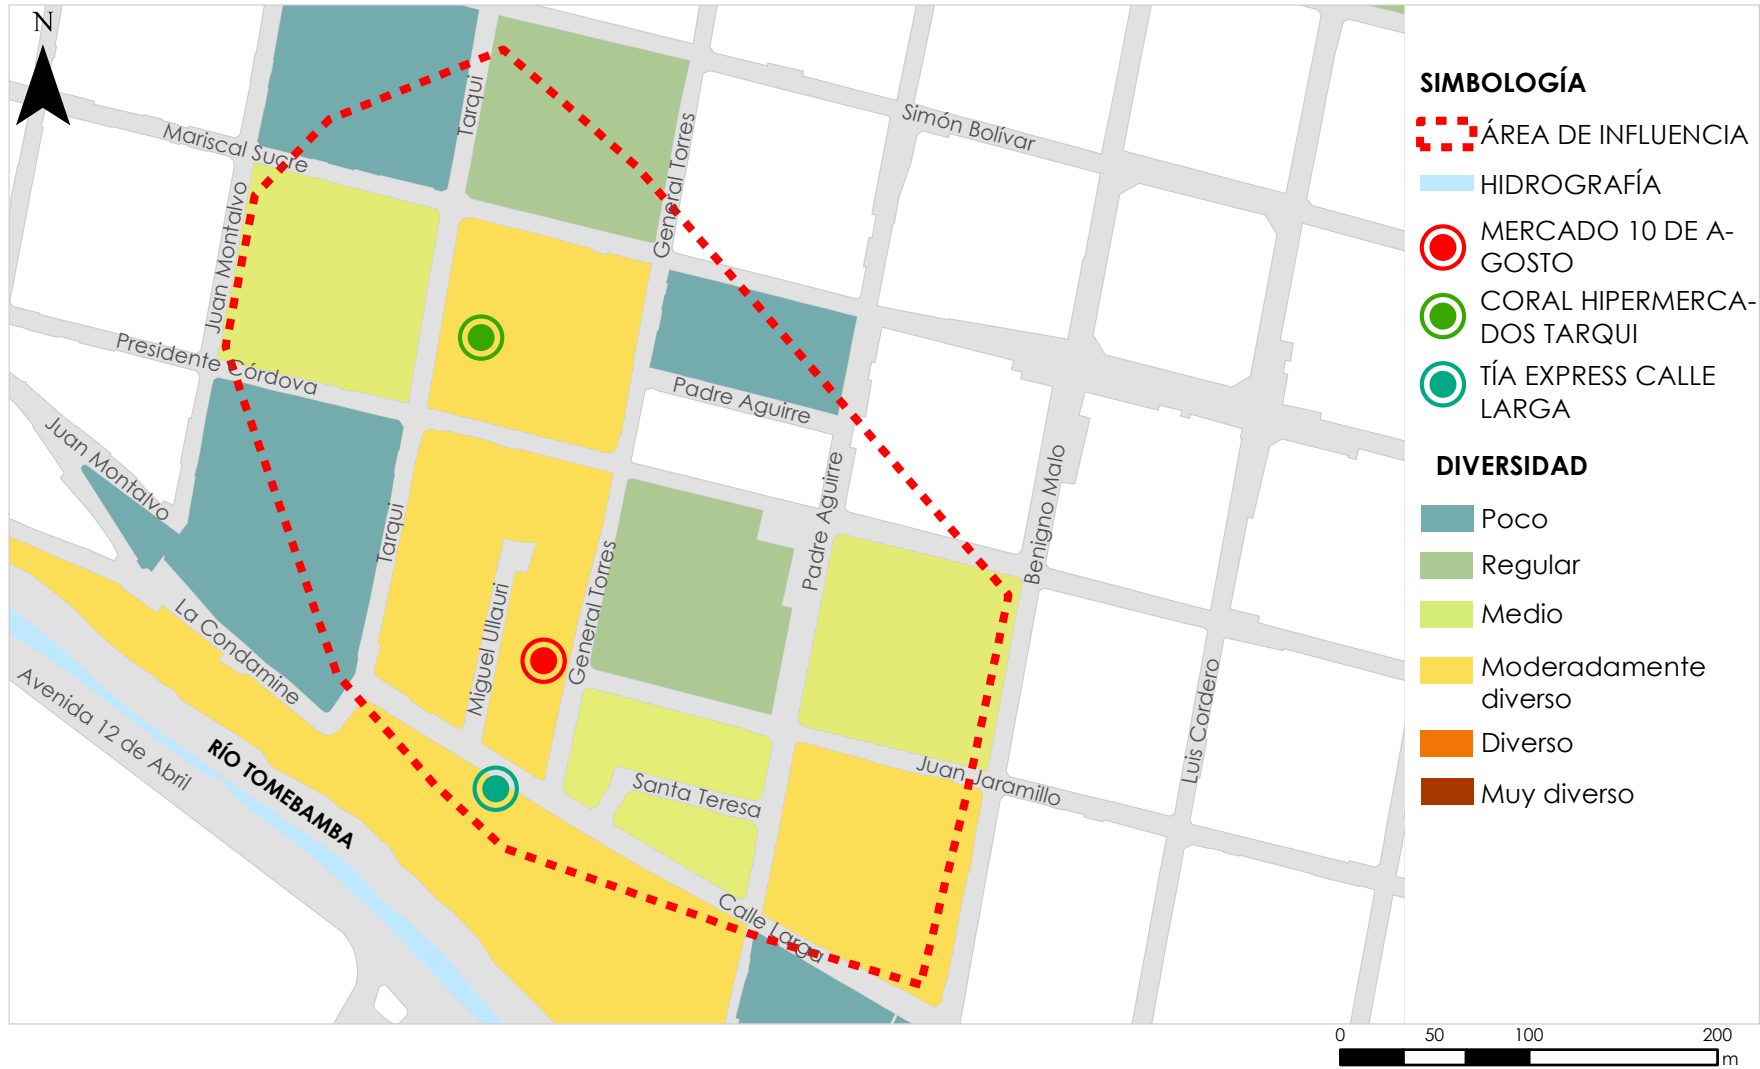 N
Mariscal Sucre
Tarqui
General Torres
Simón Bolívar
Juan Montalvo
Presidente Córdova
Padre Aguirre
Juan Montalvo
Tarqui
Miguel Ullauri
General Torres
Padre Aguirre
Benigno Malo
Luis Cordero
La Condamine
Avenida 12 de Abril
RÍO TOMEBAMBA
Santa Teresa
Juan Jaramillo
Calle Larga
SIMBOLOGÍA
ÁREA DE INFLUENCIA
HIDROGRAFÍA
MERCADO 10 DE A-
GOSTO
CORAL HIPERMERCA-
DOS TARQUI
TÍA EXPRESS CALLE
LARGA
DIVERSIDAD
Poco
Regular
Medio
Moderadamente
diverso
Diverso
Muy diverso
0 50 100 200
m